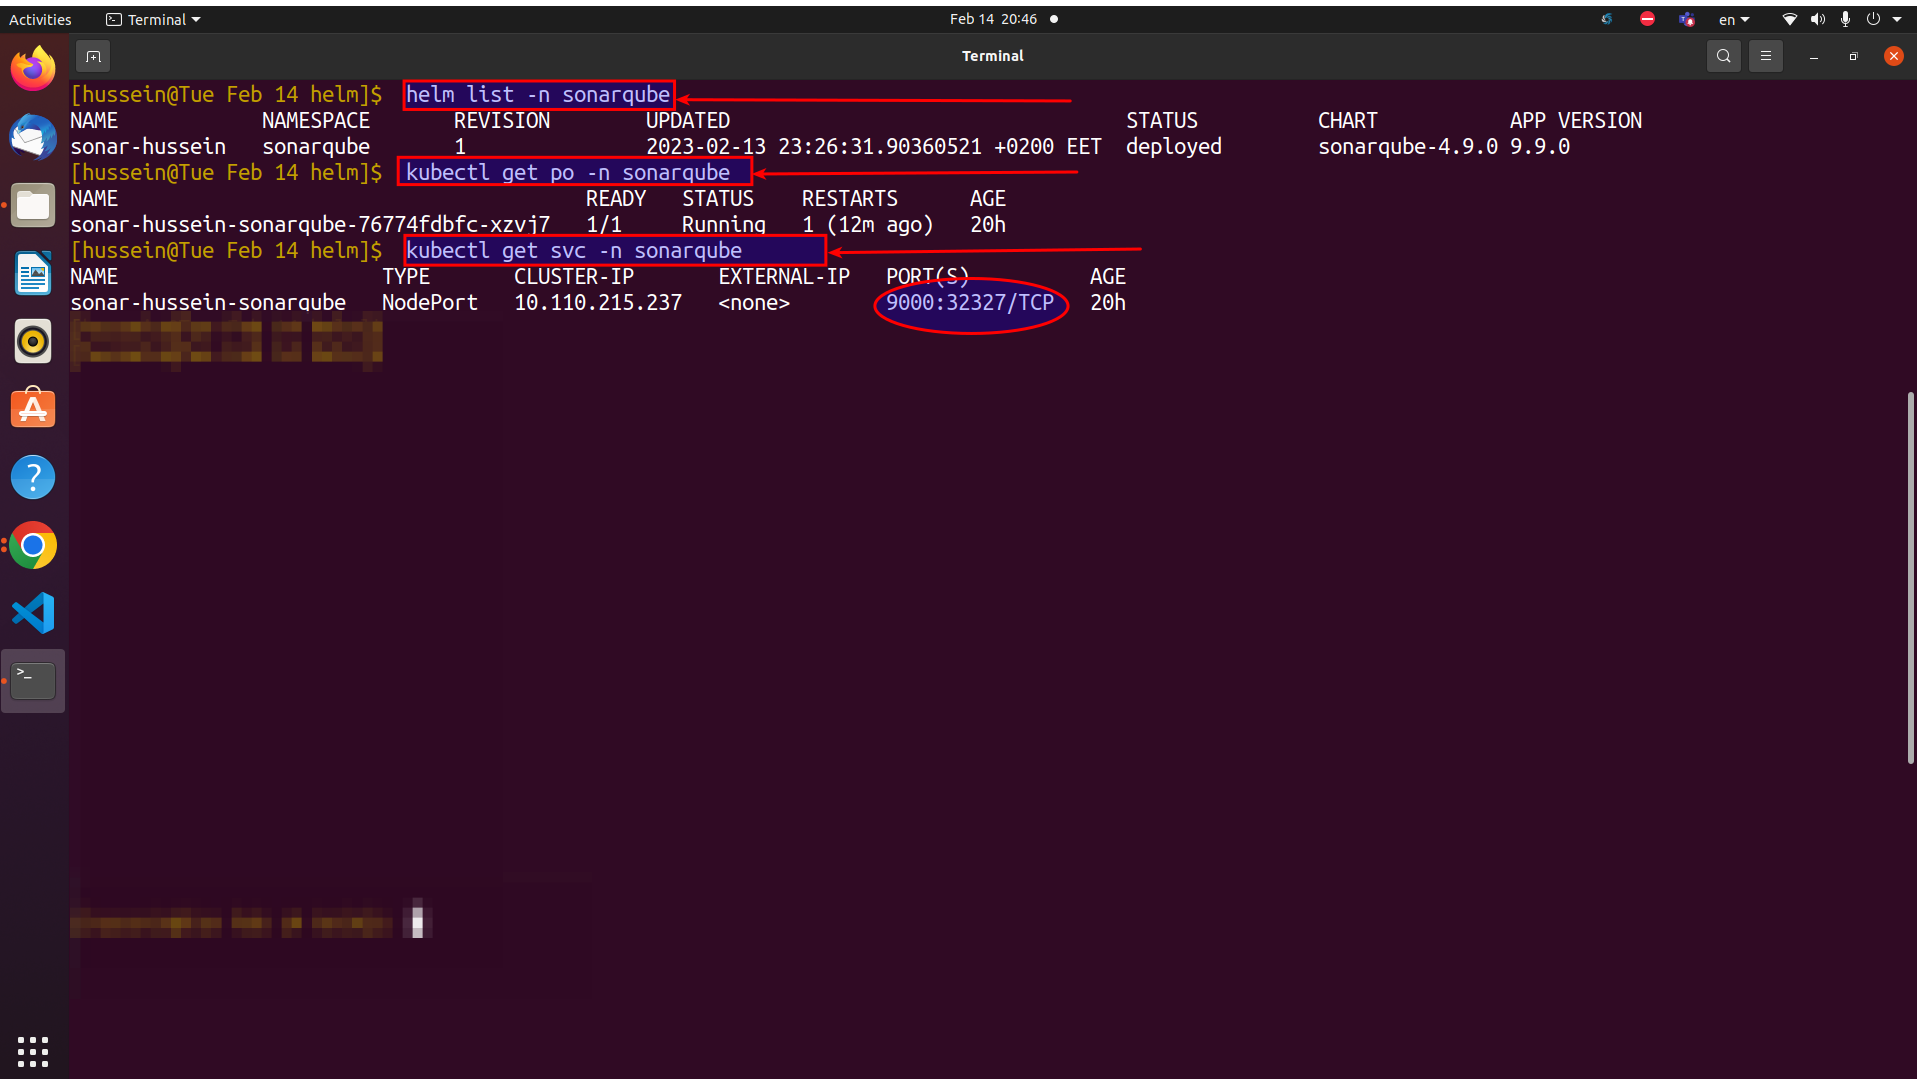 Activities Terminal Feb 14 20:46 en
Terminal
[hussein@Tue Feb 14 helm]$ helm list -n sonarqube
NAME NAMESPACE REVISION UPDATED STATUS CHART APP VERSION
sonar-hussein sonarqube 1 2023-02-13 23:26:31.90360521 +0200 EET deployed sonarqube-4.9.0 9.9.0
[hussein@Tue Feb 14 helm]$ kubectl get po -n sonarqube
NAME READY STATUS RESTARTS AGE
sonar-hussein-sonarqube-76774fdbfc-xzvj7 1/1 Running 1 (12m ago) 20h
[hussein@Tue Feb 14 helm]$ kubectl get svc -n sonarqube
NAME TYPE CLUSTER-IP EXTERNAL-IP PORT(S) AGE
sonar-hussein-sonarqube NodePort 10.110.215.237 <none> 9000:32327/TCP 20h